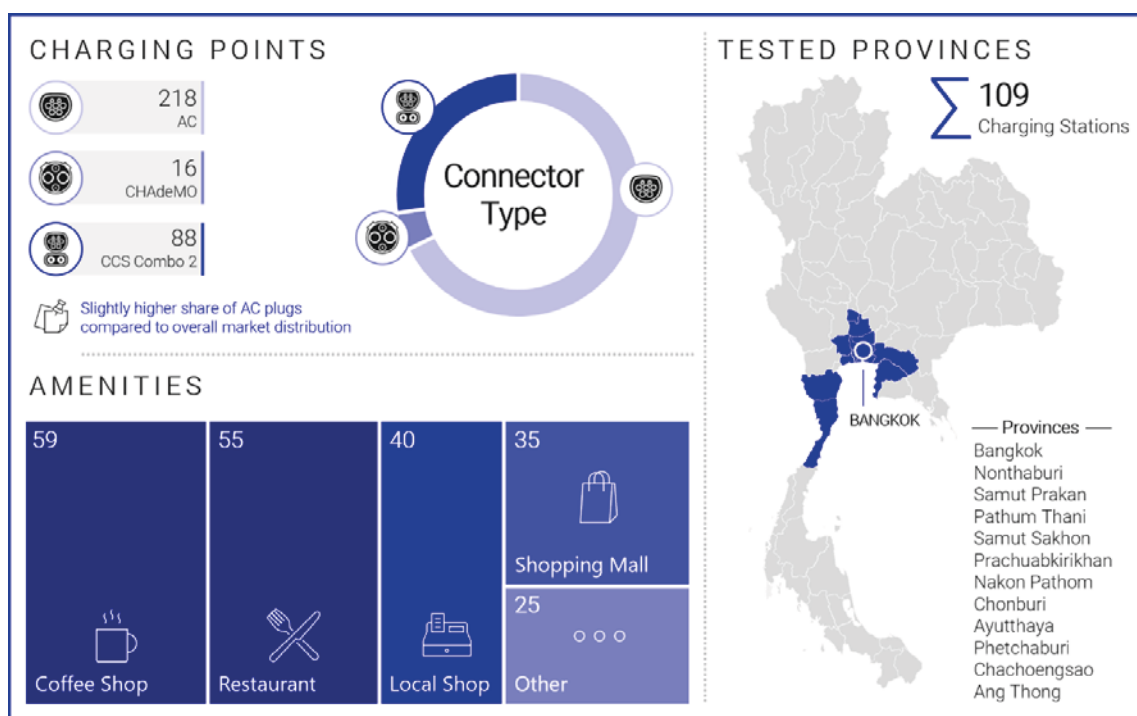 CHARGING POINTS
218
AC
16
CHAdeMO
88
CCS Combo 2
Slightly higher share of AC plugs
compared to overall market distribution
Connector
Type
AMENITIES
59
Coffee Shop
55
Restaurant
40
Local Shop
35
Shopping Mall
25
Other
TESTED PROVINCES
109
Charging Stations
BANGKOK
Provinces
Bangkok
Nonthaburi
Samut Prakan
Pathum Thani
Samut Sakhon
Prachuabkirikhan
Nakon Pathom
Chonburi
Ayutthaya
Phetchaburi
Chachoengsao
Ang Thong